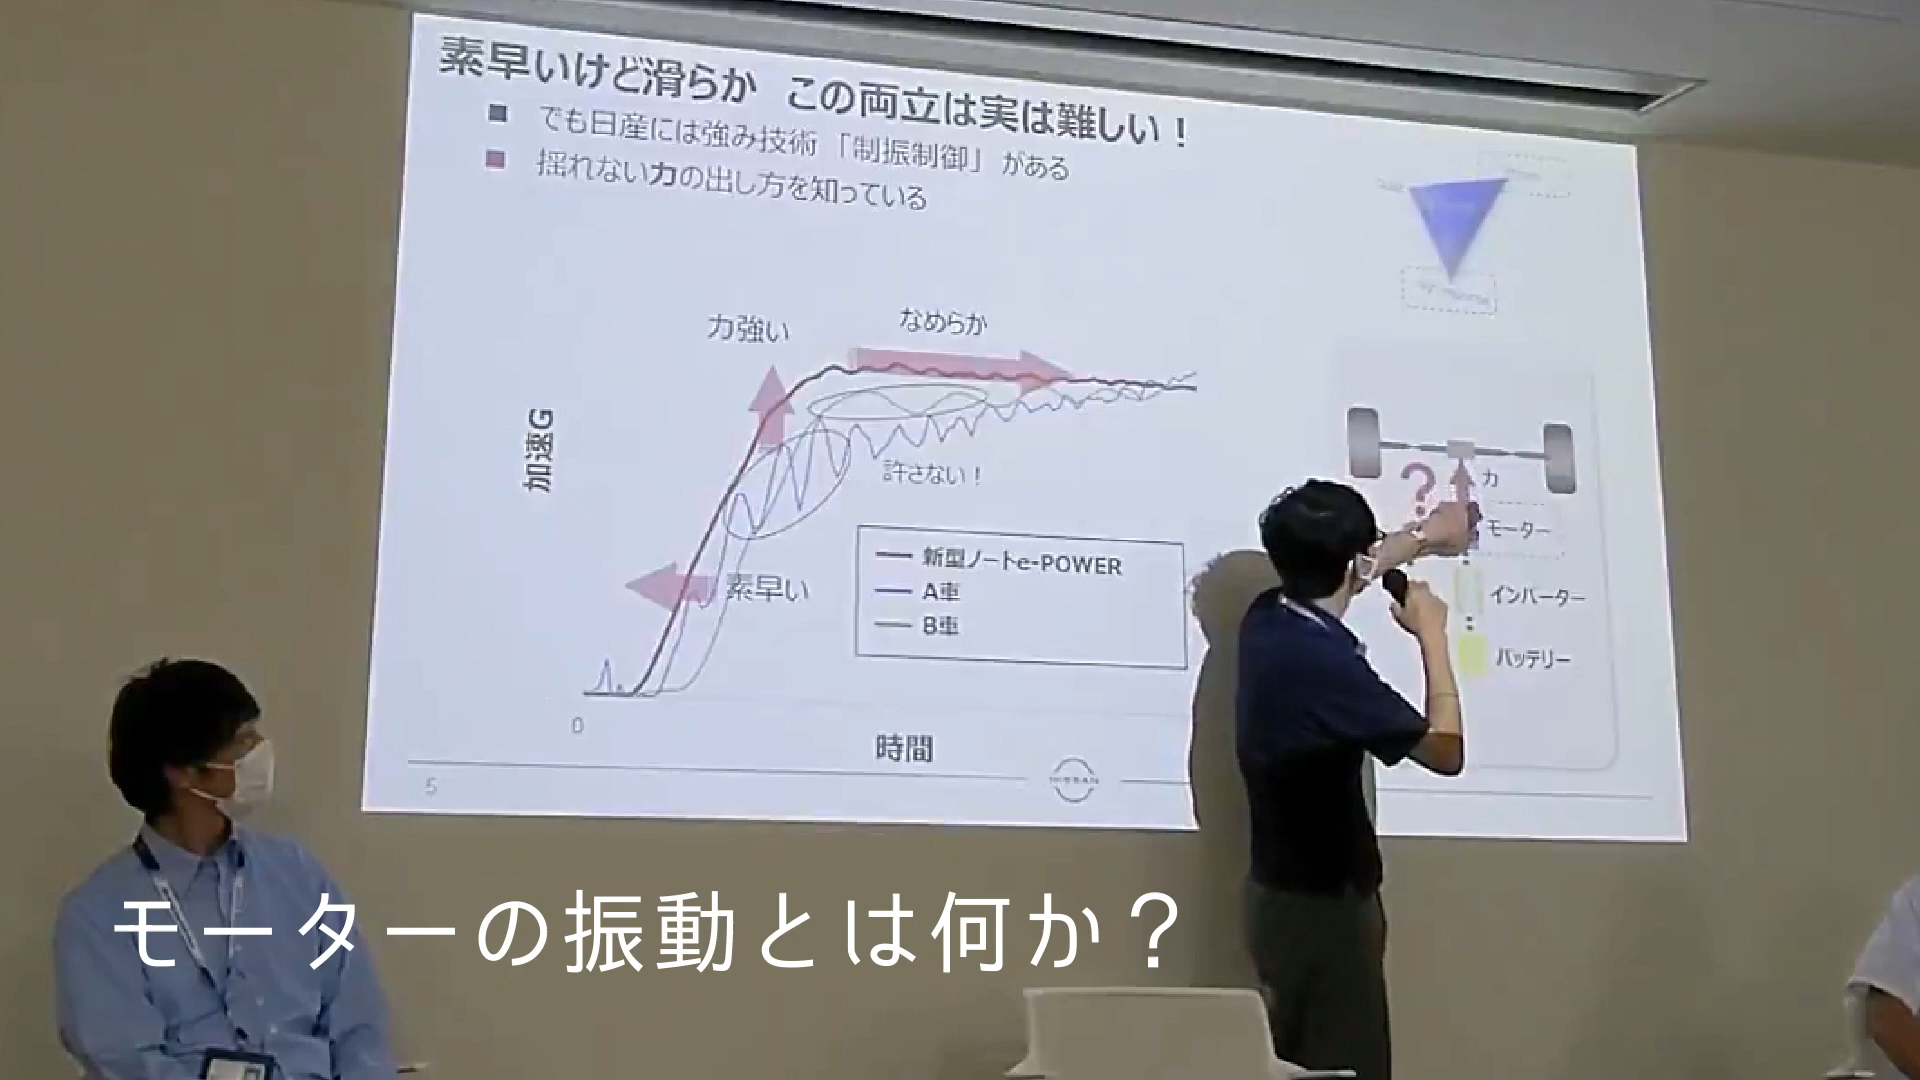 素早いけど滑らか この両立は実は難しい！
■ でも日産には強み技術「制振制御」がある
■ 揺れない力の出し方を知っている
力強い
なめらか
加速G
許さない！
素早い
新型ノートe-POWER
A車
B車
0
時間
力
?
モーター
インバーター
バッテリー
5
NISSAN
モーターの振動とは何か？